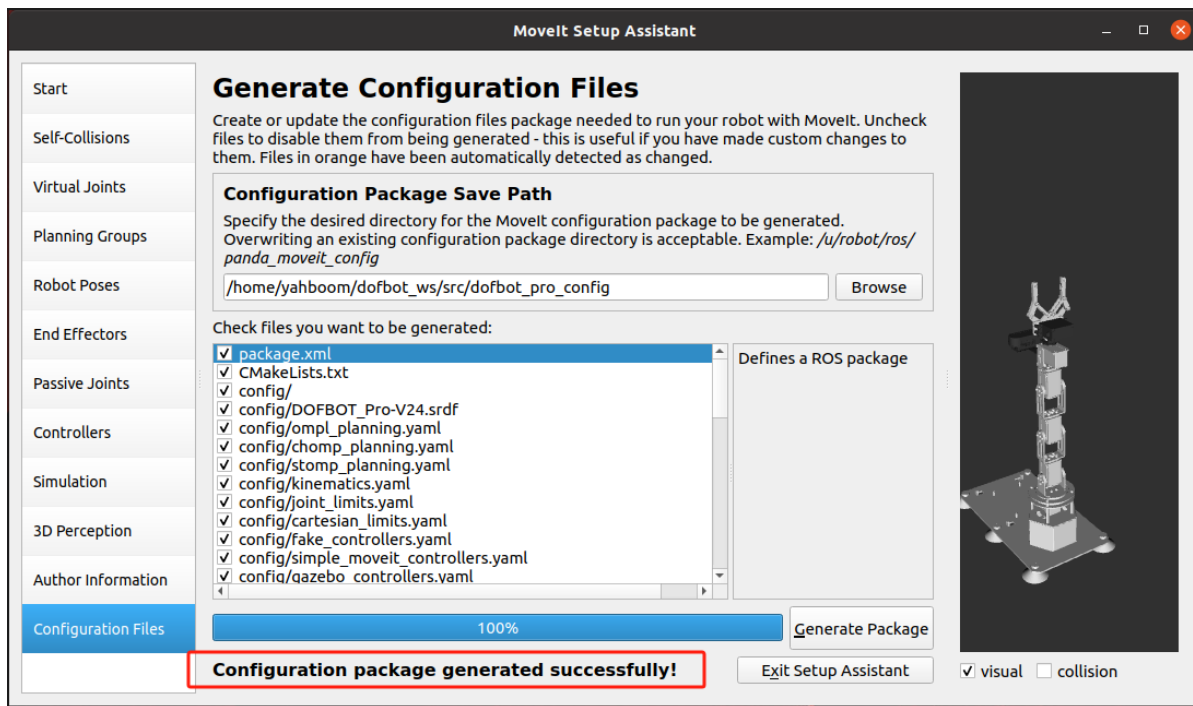 MoveIt Setup Assistant
Start
Self-Collisions
Virtual Joints
Planning Groups
Robot Poses
End Effectors
Passive Joints
Controllers
Simulation
3D Perception
Author Information
Configuration Files
Generate Configuration Files
Create or update the configuration files package needed to run your robot with MoveIt. Uncheck
files to disable them from being generated - this is useful if you have made custom changes to
them. Files in orange have been automatically detected as changed.
Configuration Package Save Path
Specify the desired directory for the MoveIt configuration package to be generated.
Overwriting an existing configuration package directory is acceptable. Example: /u/robot/ros/
panda_moveit_config
/home/yahboom/dofbot_ws/src/dofbot_pro_config
Browse
Check files you want to be generated:
package.xml
CMakeLists.txt
config/
config/DOFBOT_Pro-V24.srdf
config/ompl_planning.yaml
config/chomp_planning.yaml
config/stomp_planning.yaml
config/kinematics.yaml
config/joint_limits.yaml
config/cartesian_limits.yaml
config/fake_controllers.yaml
config/simple_moveit_controllers.yaml
config/gazebo_controllers.yaml
Defines a ROS package
100%
Generate Package
Configuration package generated successfully!
Exit Setup Assistant
visual
collision